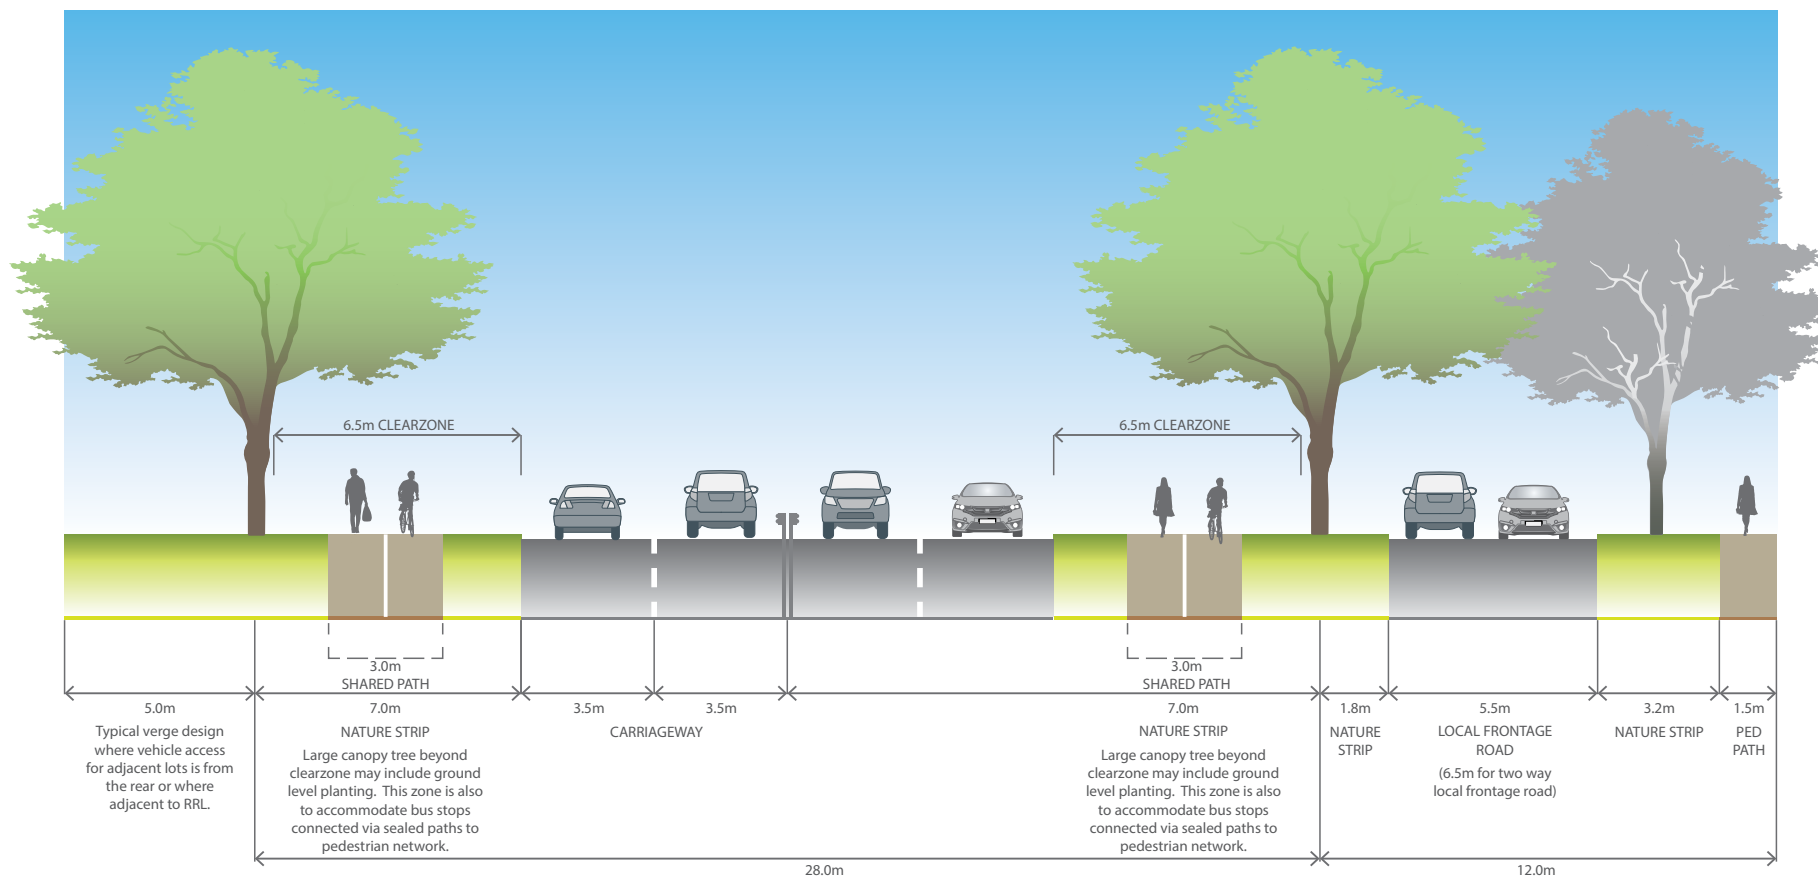 6.5m CLEARZONE
6.5m CLEARZONE
3.0m
SHARED PATH
3.0m
SHARED PATH
5.0m
Typical verge design
where vehicle access
for adjacent lots is from
the rear or where
adjacent to RRL.
7.0m
NATURE STRIP
Large canopy tree beyond
clearzone may include ground
level planting. This zone is also
to accommodate bus stops
connected via sealed paths to
pedestrian network.
3.5m
3.5m
CARRIAGEWAY
7.0m
NATURE STRIP
Large canopy tree beyond
clearzone may include ground
level planting. This zone is also
to accommodate bus stops
connected via sealed paths to
pedestrian network.
1.8m
NATURE
STRIP
5.5m
LOCAL FRONTAGE
ROAD
(6.5m for two way
local frontage road)
3.2m
NATURE STRIP
1.5m
PED
PATH
28.0m
12.0m